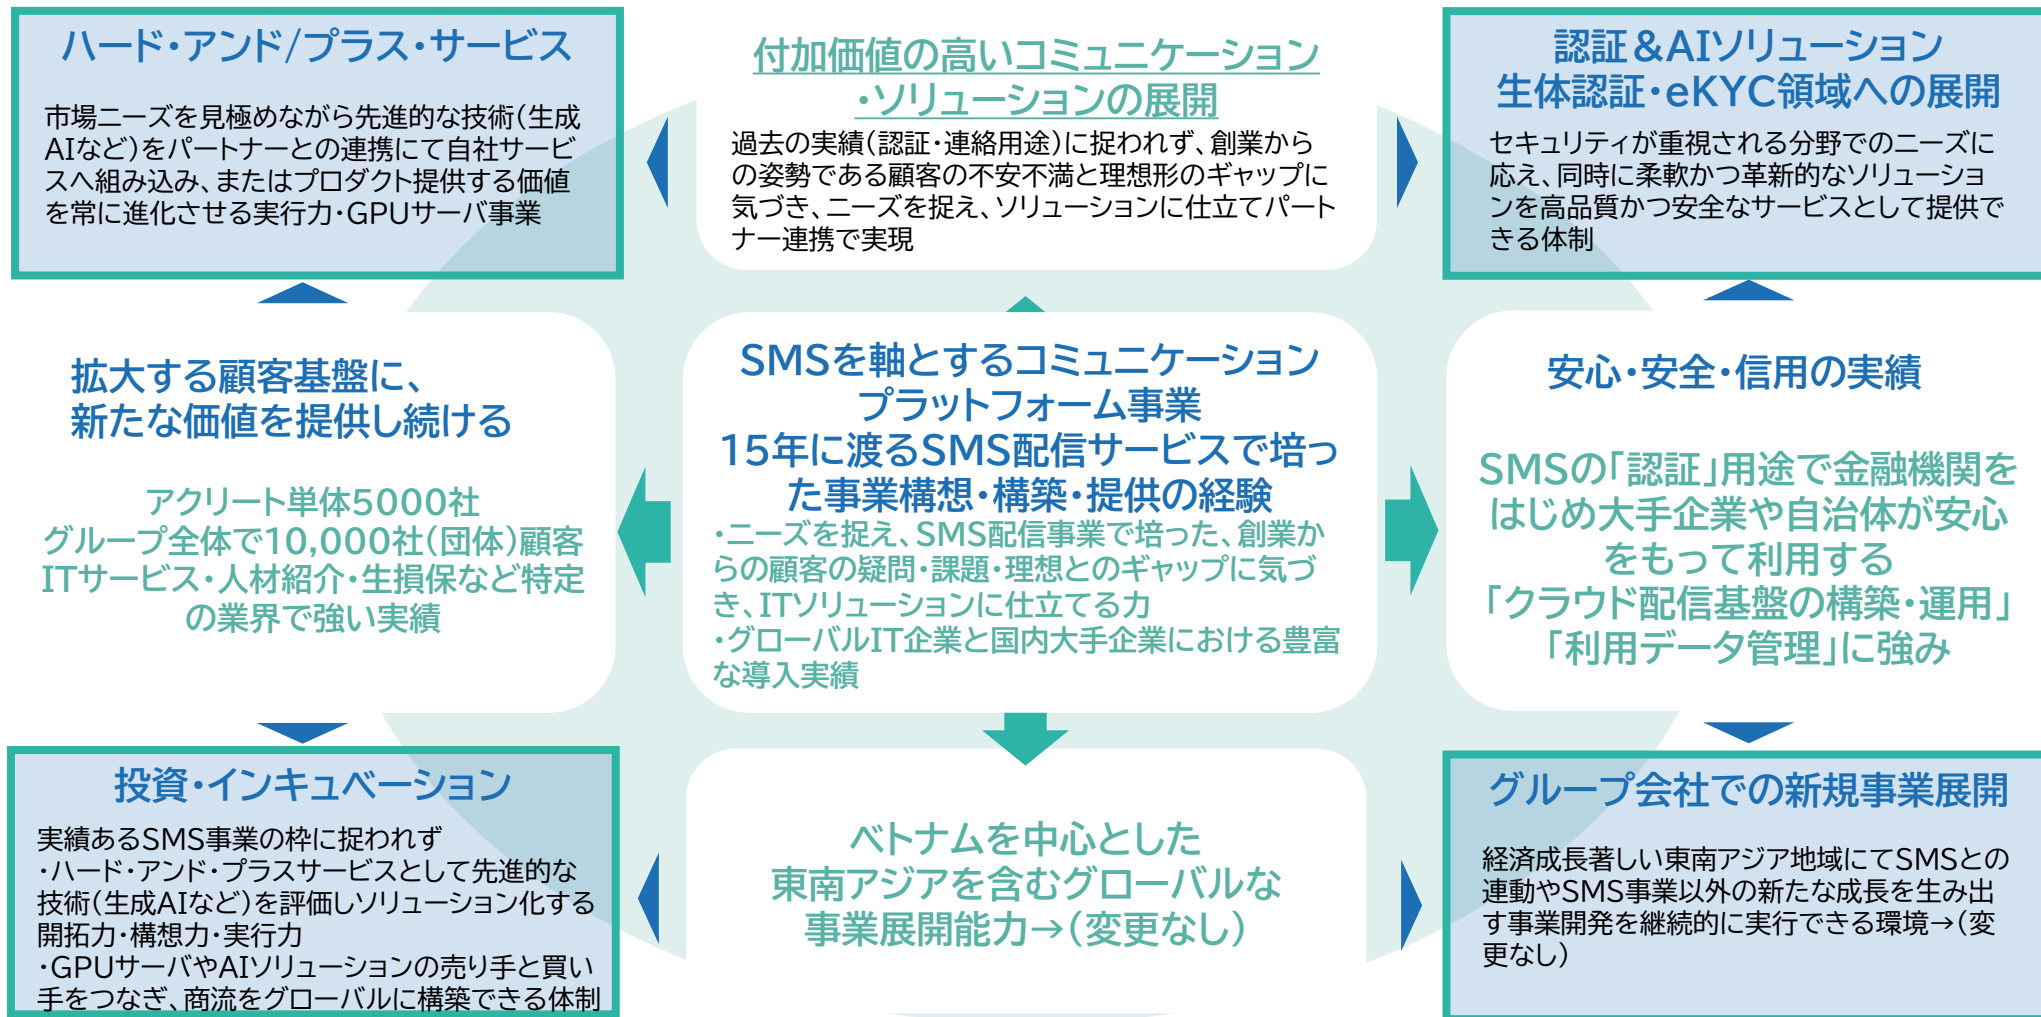 ハード・アンド/プラス・サービス
市場ニーズを見極めながら先進的な技術(生成
AIなど)をパートナーとの連携にて自社サービ
スへ組み込み、またはプロダクト提供する価値
を常に進化させる実行力・GPUサーバ事業
付加価値の高いコミュニケーション
・ソリューションの展開
過去の実績(認証・連絡用途)に捉われず、創業から
の姿勢である顧客の不安不満と理想形のギャップに
気づき、ニーズを捉え、ソリューションに仕立てパート
ナー連携で実現
認証&AIソリューション
生体認証・eKYC領域への展開
セキュリティが重視される分野でのニーズに
応え、同時に柔軟かつ革新的なソリューショ
ンを高品質かつ安全なサービスとして提供で
きる体制
拡大する顧客基盤に、
新たな価値を提供し続ける
アクリート単体5000社
グループ全体で10,000社(団体)顧客
ITサービス・人材紹介・生損保など特定
の業界で強い実績
SMSを軸とするコミュニケーション
プラットフォーム事業
15年に渡るSMS配信サービスで培っ
た事業構想・構築・提供の経験
・ニーズを捉え、SMS配信事業で培った、創業か
らの顧客の疑問・課題・理想とのギャップに気づ
き、ITソリューションに仕立てる力
・グローバルIT企業と国内大手企業における豊富
な導入実績
安心・安全・信用の実績
SMSの「認証」用途で金融機関を
はじめ大手企業や自治体が安心
をもって利用する
「クラウド配信基盤の構築・運用」
「利用データ管理」に強み
投資・インキュベーション
実績あるSMS事業の枠に捉われず
・ハード・アンド・プラスサービスとして先進的な
技術(生成AIなど)を評価しソリューション化する
開拓力・構想力・実行力
・GPUサーバやAIソリューションの売り手と買い
手をつなぎ、商流をグローバルに構築できる体制
ベトナムを中心とした
東南アジアを含むグローバルな
事業展開能力→(変更なし)
グループ会社での新規事業展開
経済成長著しい東南アジア地域にてSMSとの
連動やSMS事業以外の新たな成長を生み出
す事業開発を継続的に実行できる環境→(変
更なし)